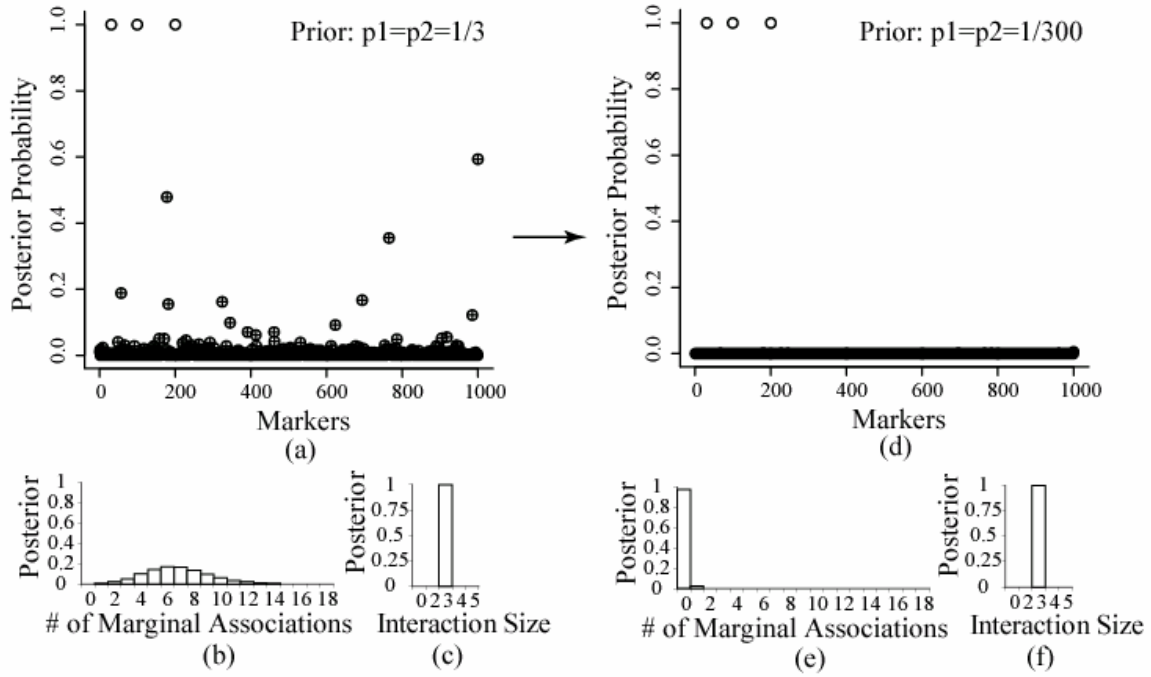 Prior: p1=p2=1/3
Posterior Probability
1.0
0.8
0.6
0.4
0.2
0.0
0 200 400 600 800 1000
Markers
(a)
Prior: p1=p2=1/300
Posterior Probability
1.0
0.8
0.6
0.4
0.2
0.0
0 200 400 600 800 1000
Markers
(d)
Posterior
1
0.8
0.6
0.4
0.2
0
0 2 4 6 8 10 12 14 16 18
# of Marginal Associations
(b)
Posterior
1
0.75
0.5
0.25
0
0 2 3 4 5
Interaction Size
(c)
Posterior
1
0.8
0.6
0.4
0.2
0
0 2 4 6 8 10 12 14 16 18
# of Marginal Associations
(e)
Posterior
1
0.75
0.5
0.25
0
0 2 3 4 5
Interaction Size
(f)